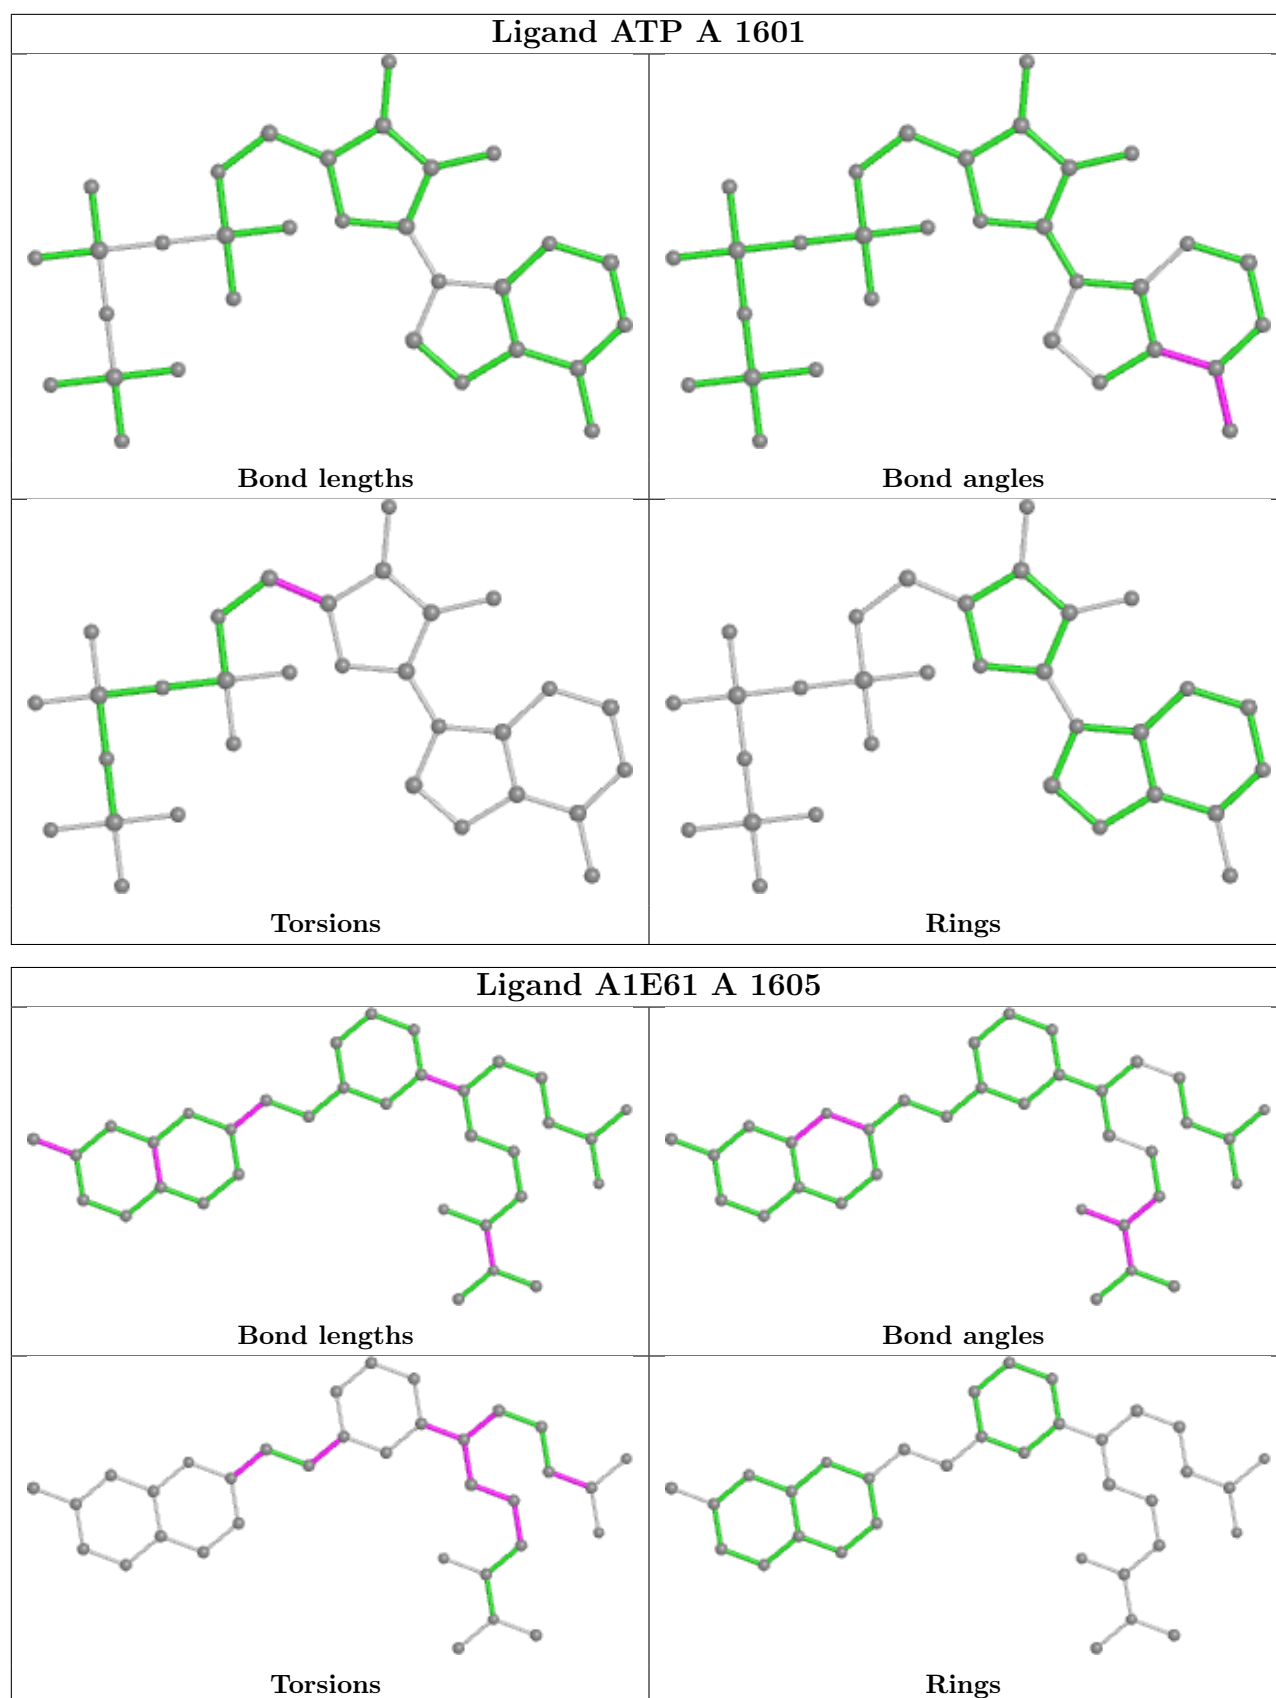 Ligand ATP A 1601
Bond lengths
Bond angles
Torsions
Rings
Ligand A1E61 A 1605
Bond lengths
Bond angles
Torsions
Rings